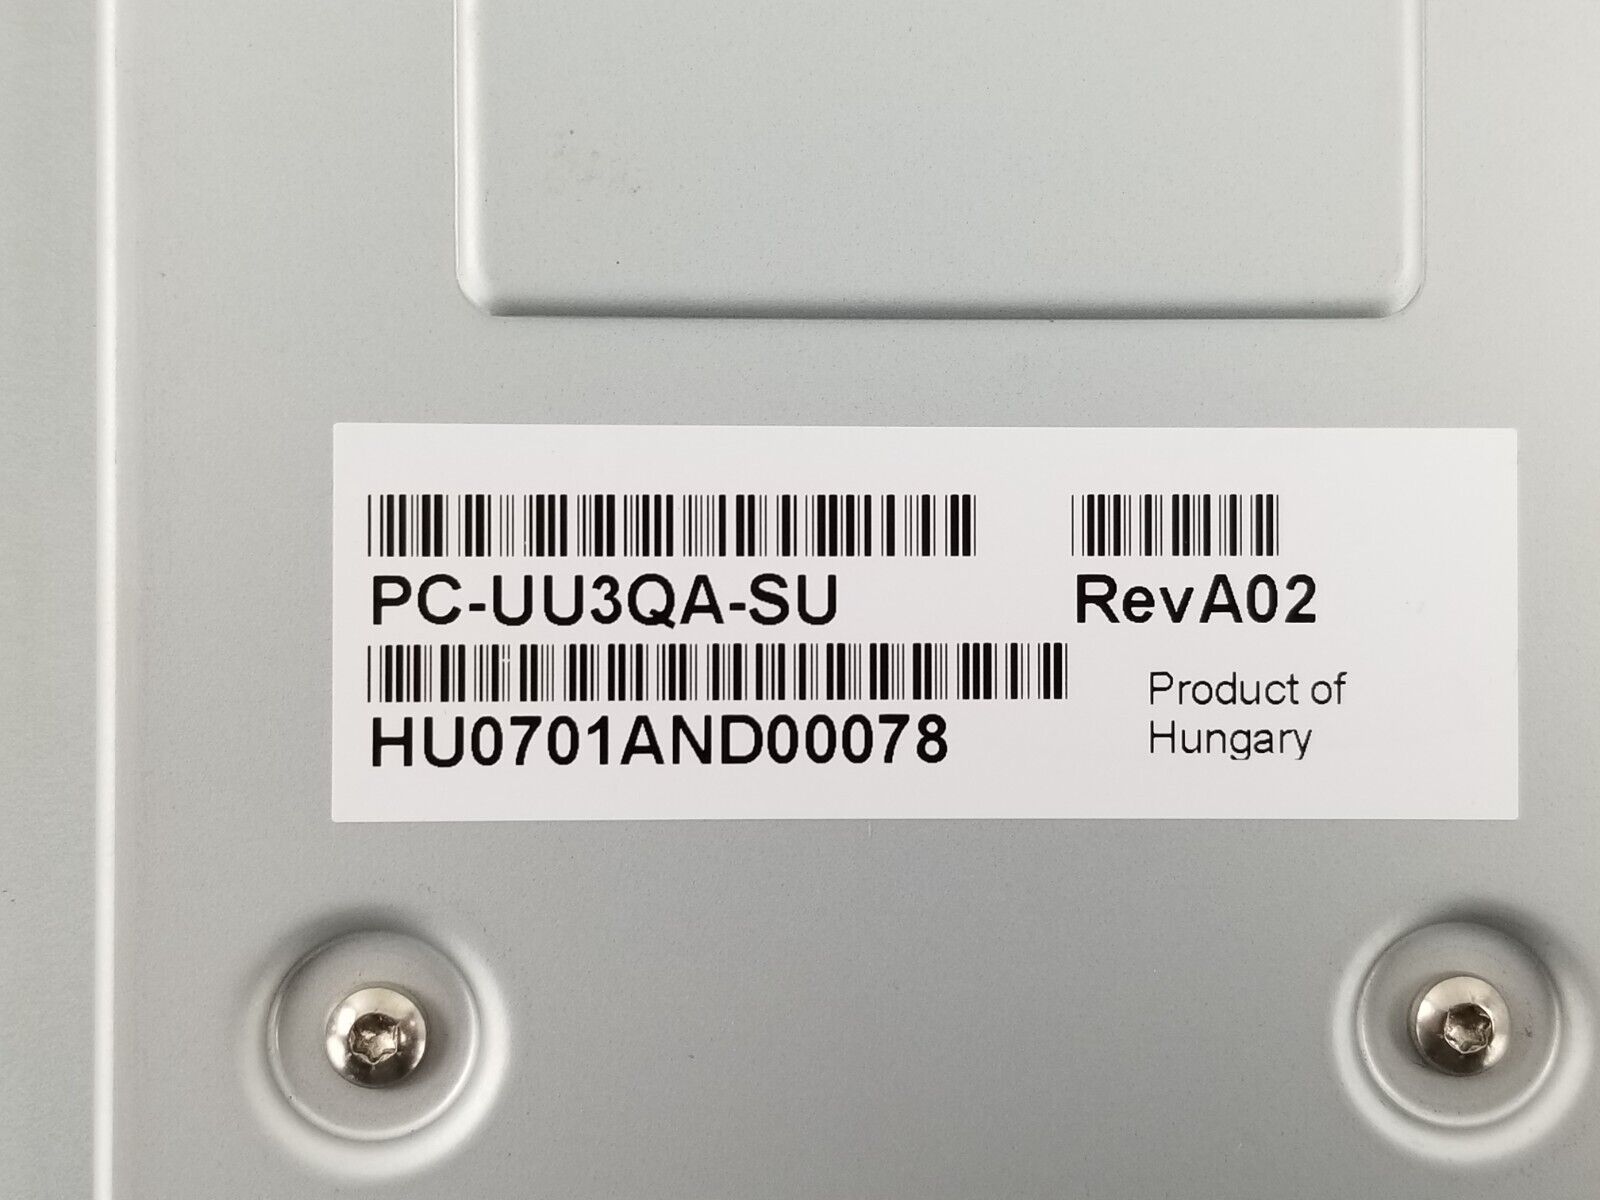 PC-UU3QA-SU
RevA02
HU0701AND00078
Product of
Hungary